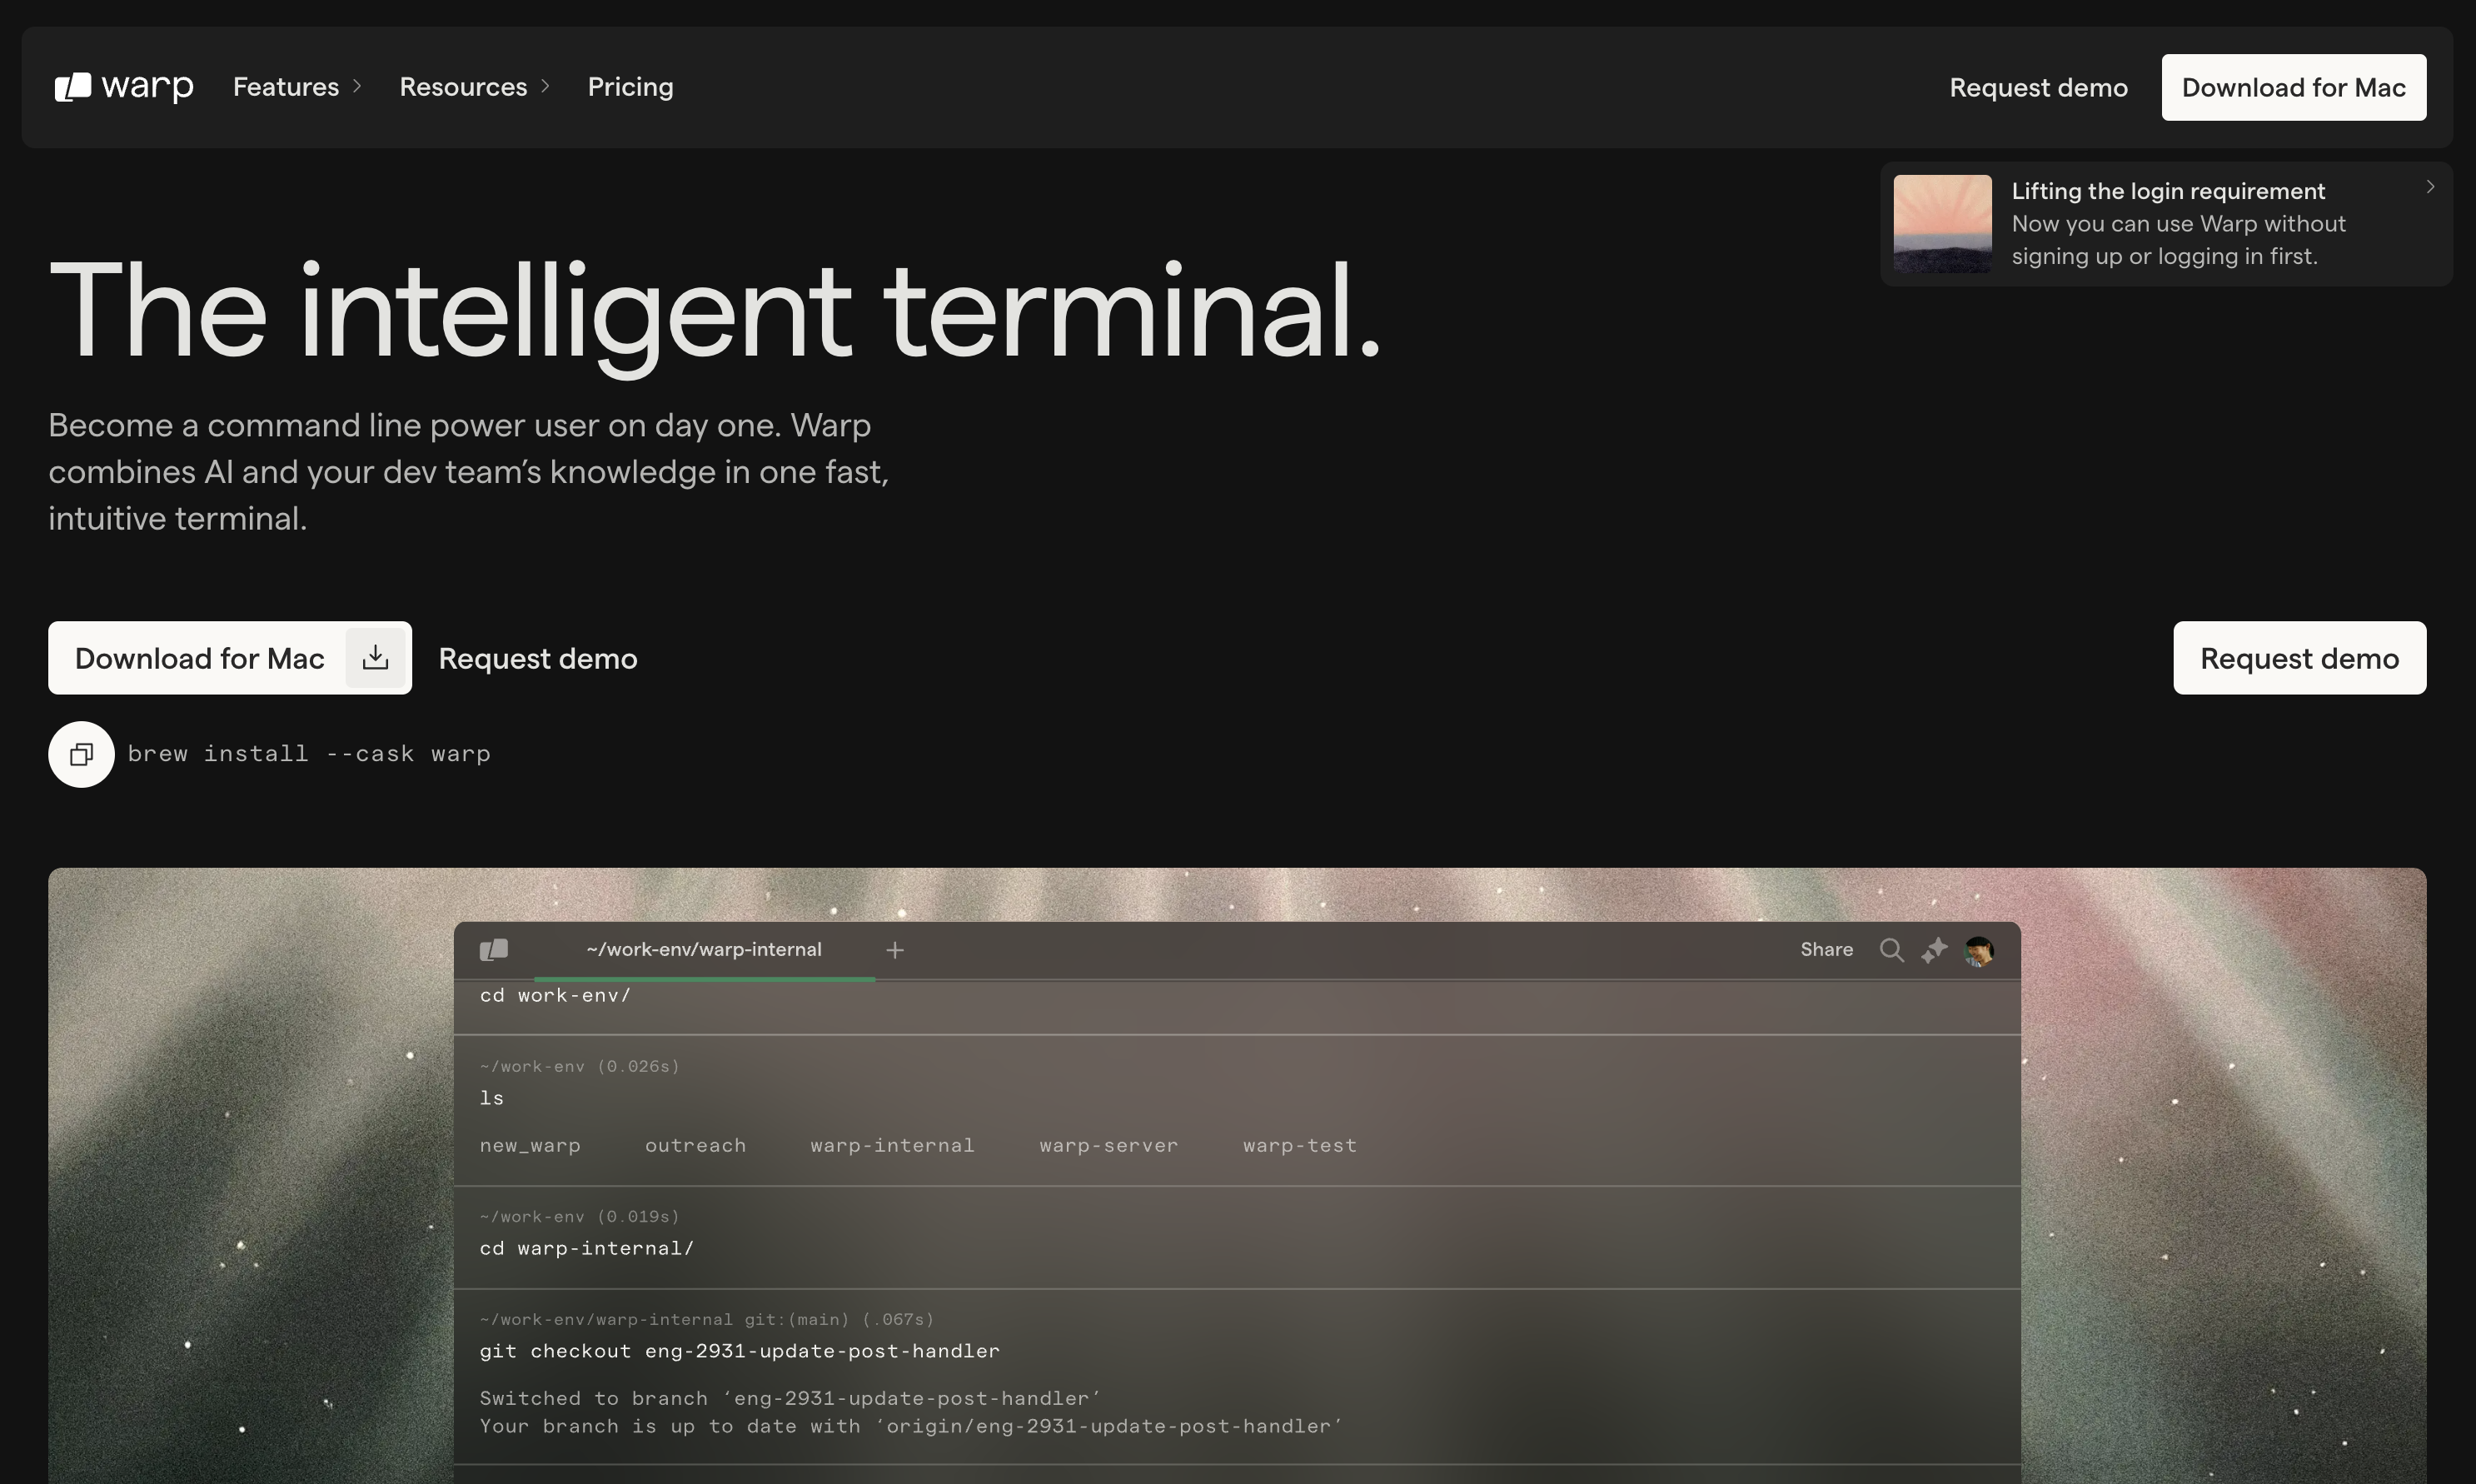 warp
Features
Resources
Pricing
Request demo
Download for Mac
Lifting the login requirement
Now you can use Warp without
signing up or logging in first.
The intelligent terminal.
Become a command line power user on day one. Warp
combines AI and your dev team’s knowledge in one fast,
intuitive terminal.
Download for Mac
Request demo
Request demo
brew install --cask warp
~/work-env/warp-internal
Share
cd work-env/
~/work-env (0.026s)
ls
new_warp outreach warp-internal warp-server warp-test
~/work-env (0.019s)
cd warp-internal/
~/work-env/warp-internal git:(main) (.067s)
git checkout eng-2931-update-post-handler
Switched to branch ‘eng-2931-update-post-handler’
Your branch is up to date with ‘origin/eng-2931-update-post-handler’